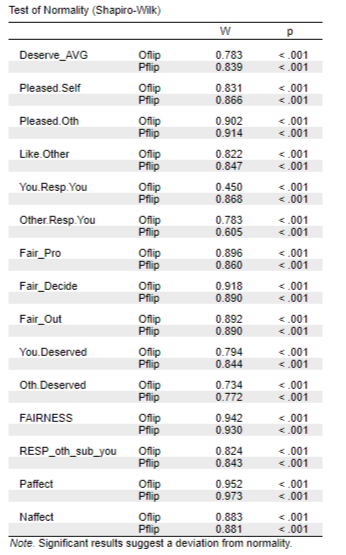 Test of Normality (Shapiro-Wilk)
W p
Deserve_AVG Oflip 0.783 < .001
Pflip 0.839 < .001
Pleased.Self Oflip 0.831 < .001
Pflip 0.866 < .001
Pleased.Oth Oflip 0.902 < .001
Pflip 0.914 < .001
Like.Other Oflip 0.822 < .001
Pflip 0.847 < .001
You.Resp.You Oflip 0.450 < .001
Pflip 0.868 < .001
Other.Resp.You Oflip 0.783 < .001
Pflip 0.605 < .001
Fair_Pro Oflip 0.896 < .001
Pflip 0.860 < .001
Fair_Decide Oflip 0.918 < .001
Pflip 0.890 < .001
Fair_Out Oflip 0.892 < .001
Pflip 0.890 < .001
You.Deserved Oflip 0.794 < .001
Pflip 0.844 < .001
Oth.Deserved Oflip 0.734 < .001
Pflip 0.772 < .001
FAIRNESS Oflip 0.942 < .001
Pflip 0.930 < .001
RESP_oth_sub_you Oflip 0.824 < .001
Pflip 0.843 < .001
Paffect Oflip 0.952 < .001
Pflip 0.973 < .001
Naffect Oflip 0.883 < .001
Pflip 0.881 < .001
Note. Significant results suggest a deviation from normality.